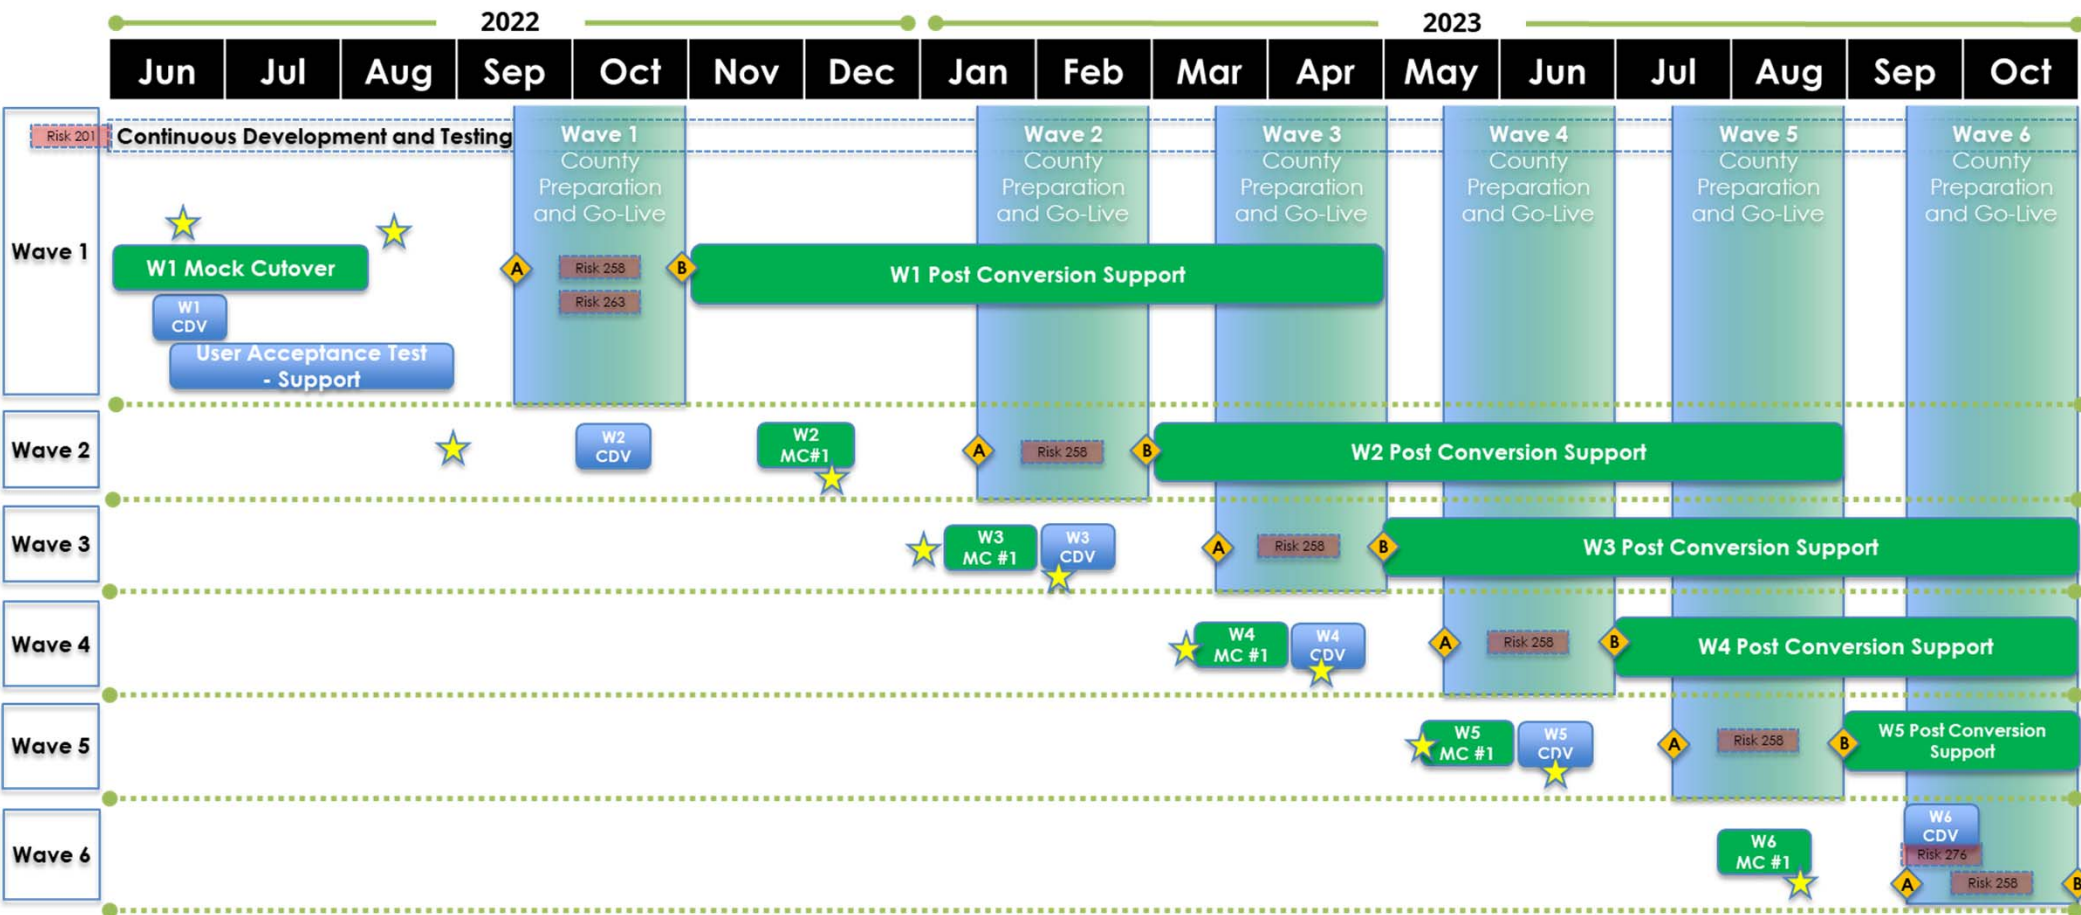 2022
2023
Jun Jul Aug Sep Oct Nov Dec Jan Feb Mar Apr May Jun Jul Aug Sep Oct
Risk 201
Continuous Development and Testing
Wave 1
County
Preparation
and Go-Live
Wave 2
County
Preparation
and Go-Live
Wave 3
County
Preparation
and Go-Live
Wave 4
County
Preparation
and Go-Live
Wave 5
County
Preparation
and Go-Live
Wave 6
County
Preparation
and Go-Live
Wave 1
W1 Mock Cutover
W1
CDV
User Acceptance Test
- Support
A
Risk 258
Risk 263
B
W1 Post Conversion Support
Wave 2
W2
CDV
W2
MC#1
A
Risk 258
B
W2 Post Conversion Support
Wave 3
W3
MC #1
W3
CDV
A
Risk 258
B
W3 Post Conversion Support
Wave 4
W4
MC #1
W4
CDV
A
Risk 258
B
W4 Post Conversion Support
Wave 5
W5
MC #1
W5
CDV
A
Risk 258
B
W5 Post Conversion
Support
Wave 6
W6
MC #1
W6
CDV
Risk 276
A
Risk 258
B